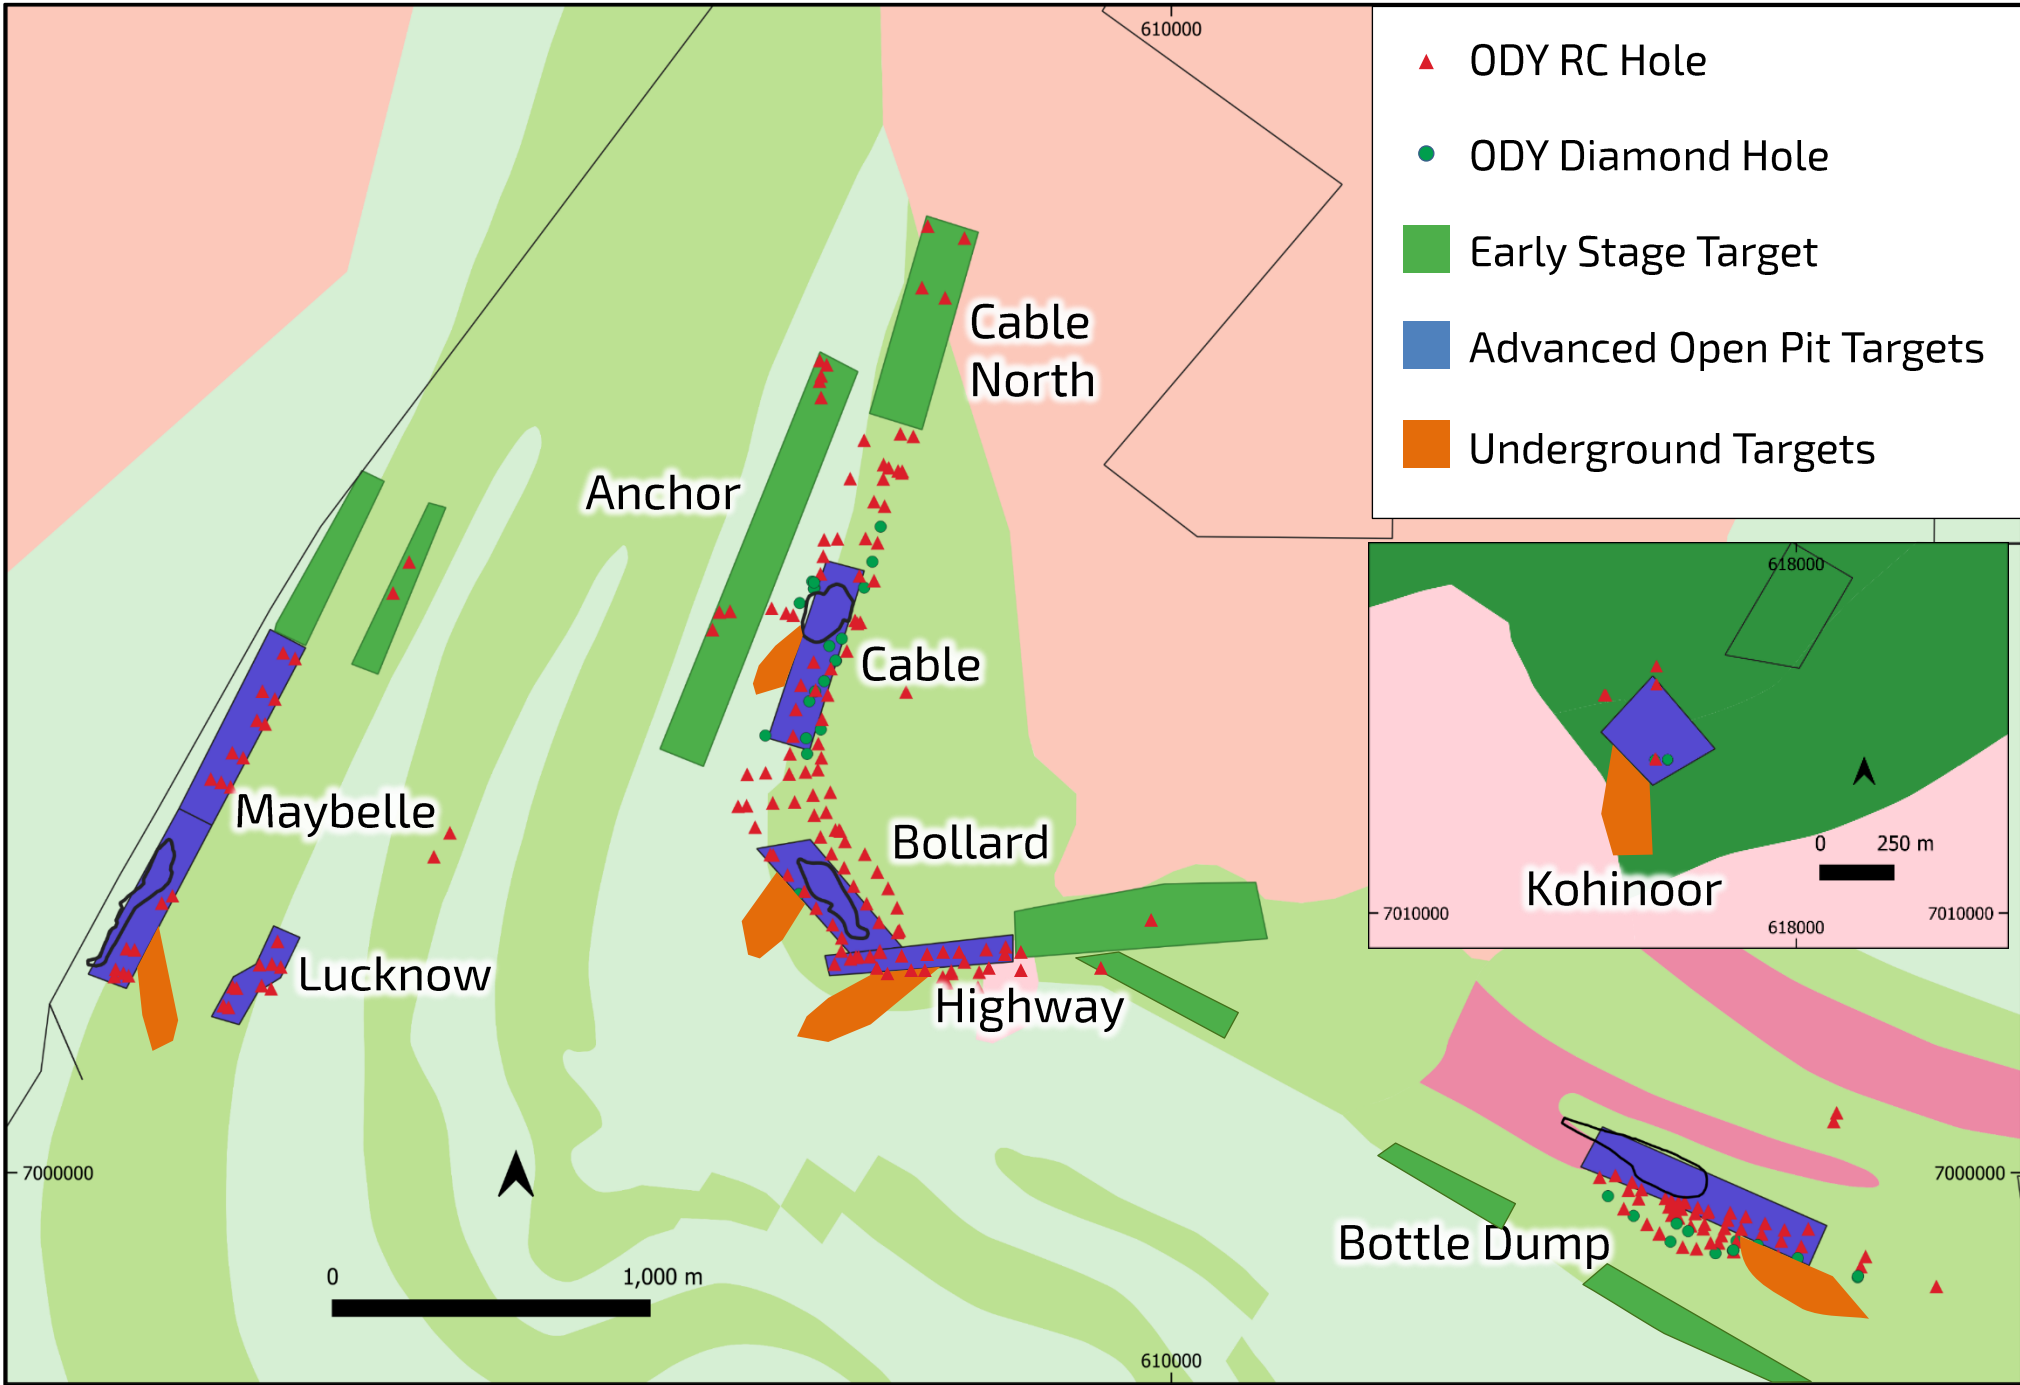 610000
ODY RC Hole
ODY Diamond Hole
Early Stage Target
Advanced Open Pit Targets
Underground Targets
Cable
North
Anchor
618000
Cable
Maybelle
Bollard
0 250 m
Kohinoor
7010000
7010000
618000
Lucknow
Highway
7000000
7000000
Bottle Dump
0 1,000 m
610000